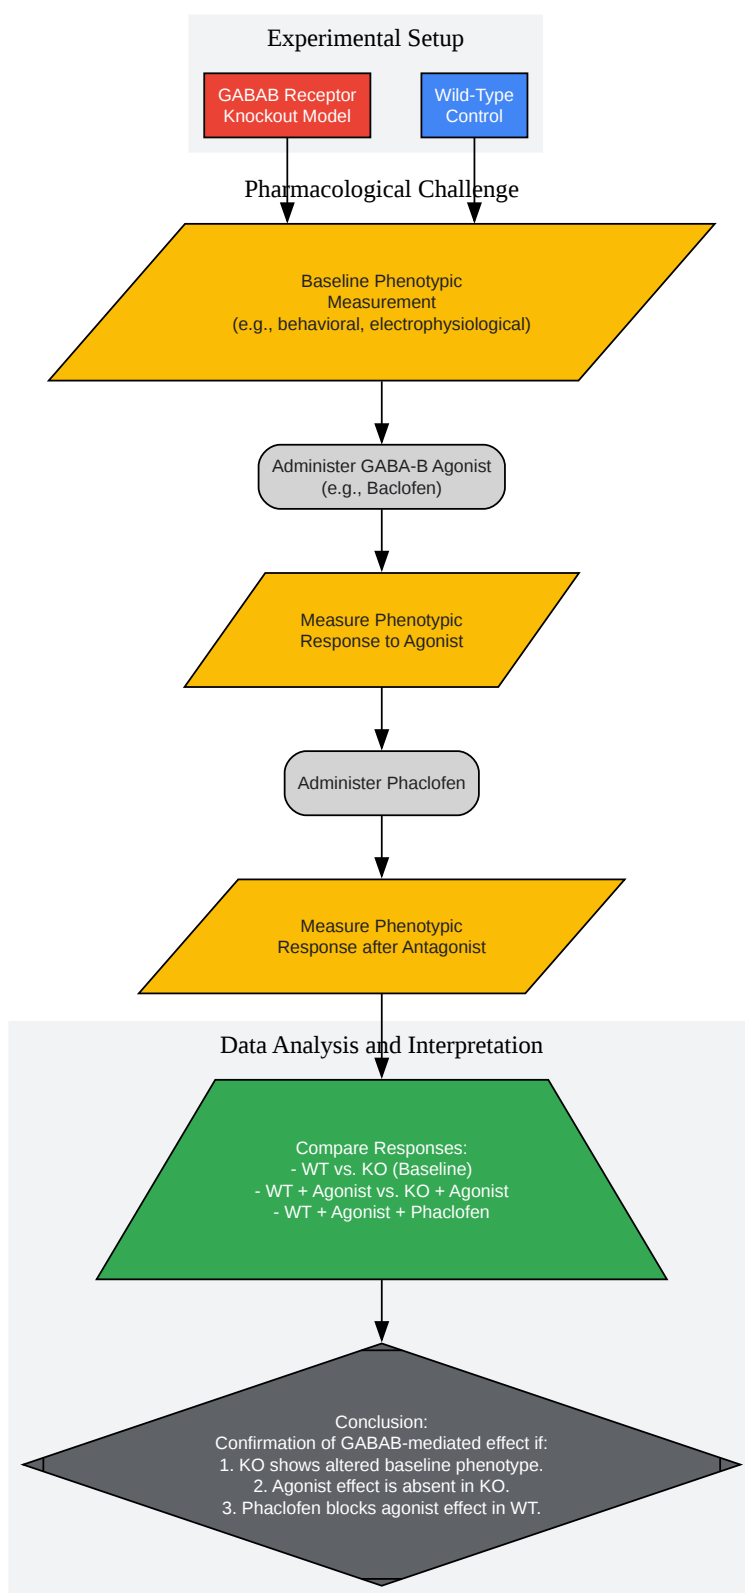 Experimental Setup
GABAB Receptor
Knockout Model
Wild-Type
Control
Pharmacological Challenge
Baseline Phenotypic
Measurement
(e.g., behavioral, electrophysiological)
Administer GABA-B Agonist
(e.g., Baclofen)
Measure Phenotypic
Response to Agonist
Administer Phaclofen
Measure Phenotypic
Response after Antagonist
Data Analysis and Interpretation
Compare Responses:
- WT vs. KO (Baseline)
- WT + Agonist vs. KO + Agonist
- WT + Agonist + Phaclofen
Conclusion:
Confirmation of GABAB-mediated effect if:
1. KO shows altered baseline phenotype.
2. Agonist effect is absent in KO.
3. Phaclofen blocks agonist effect in WT.